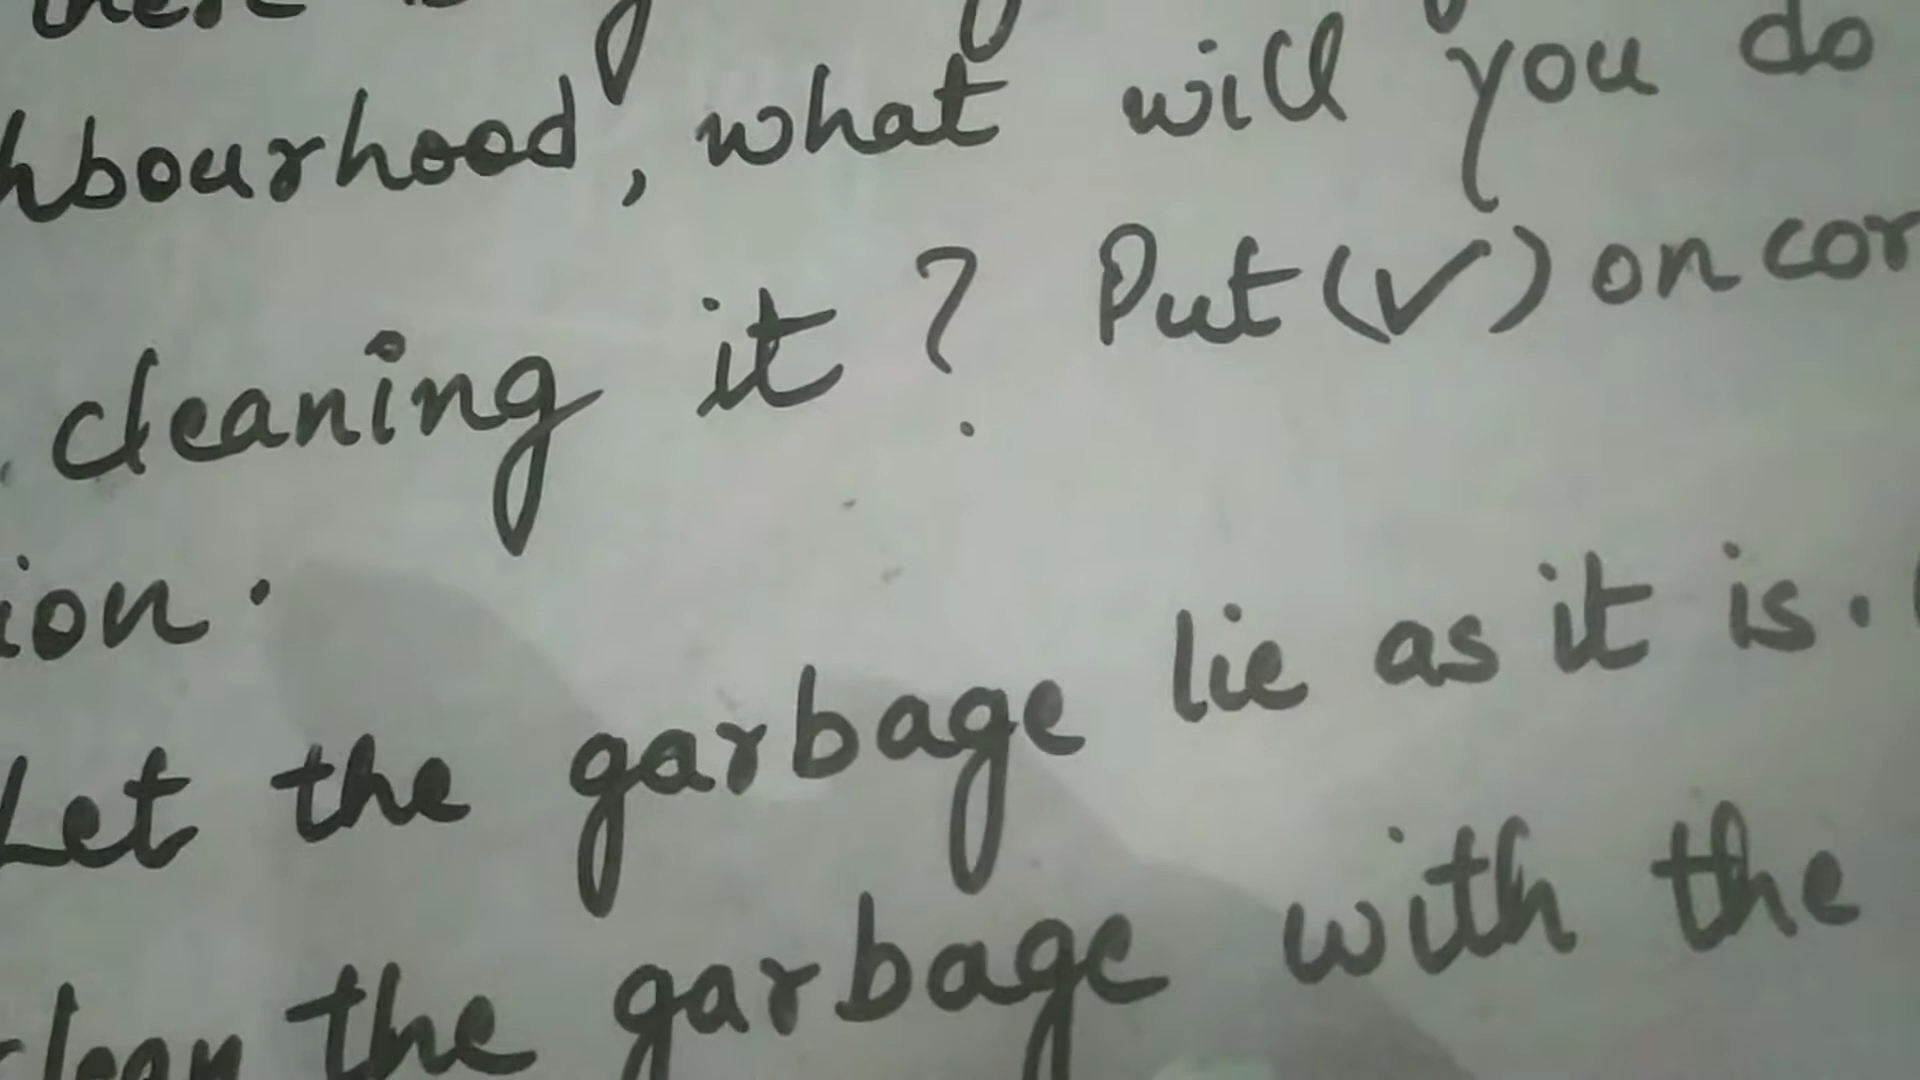 hbourhood, what will you do
cleaning it? Put (✓) on cor
ion.
Let the garbage lie as it is. (
clean the garbage with the